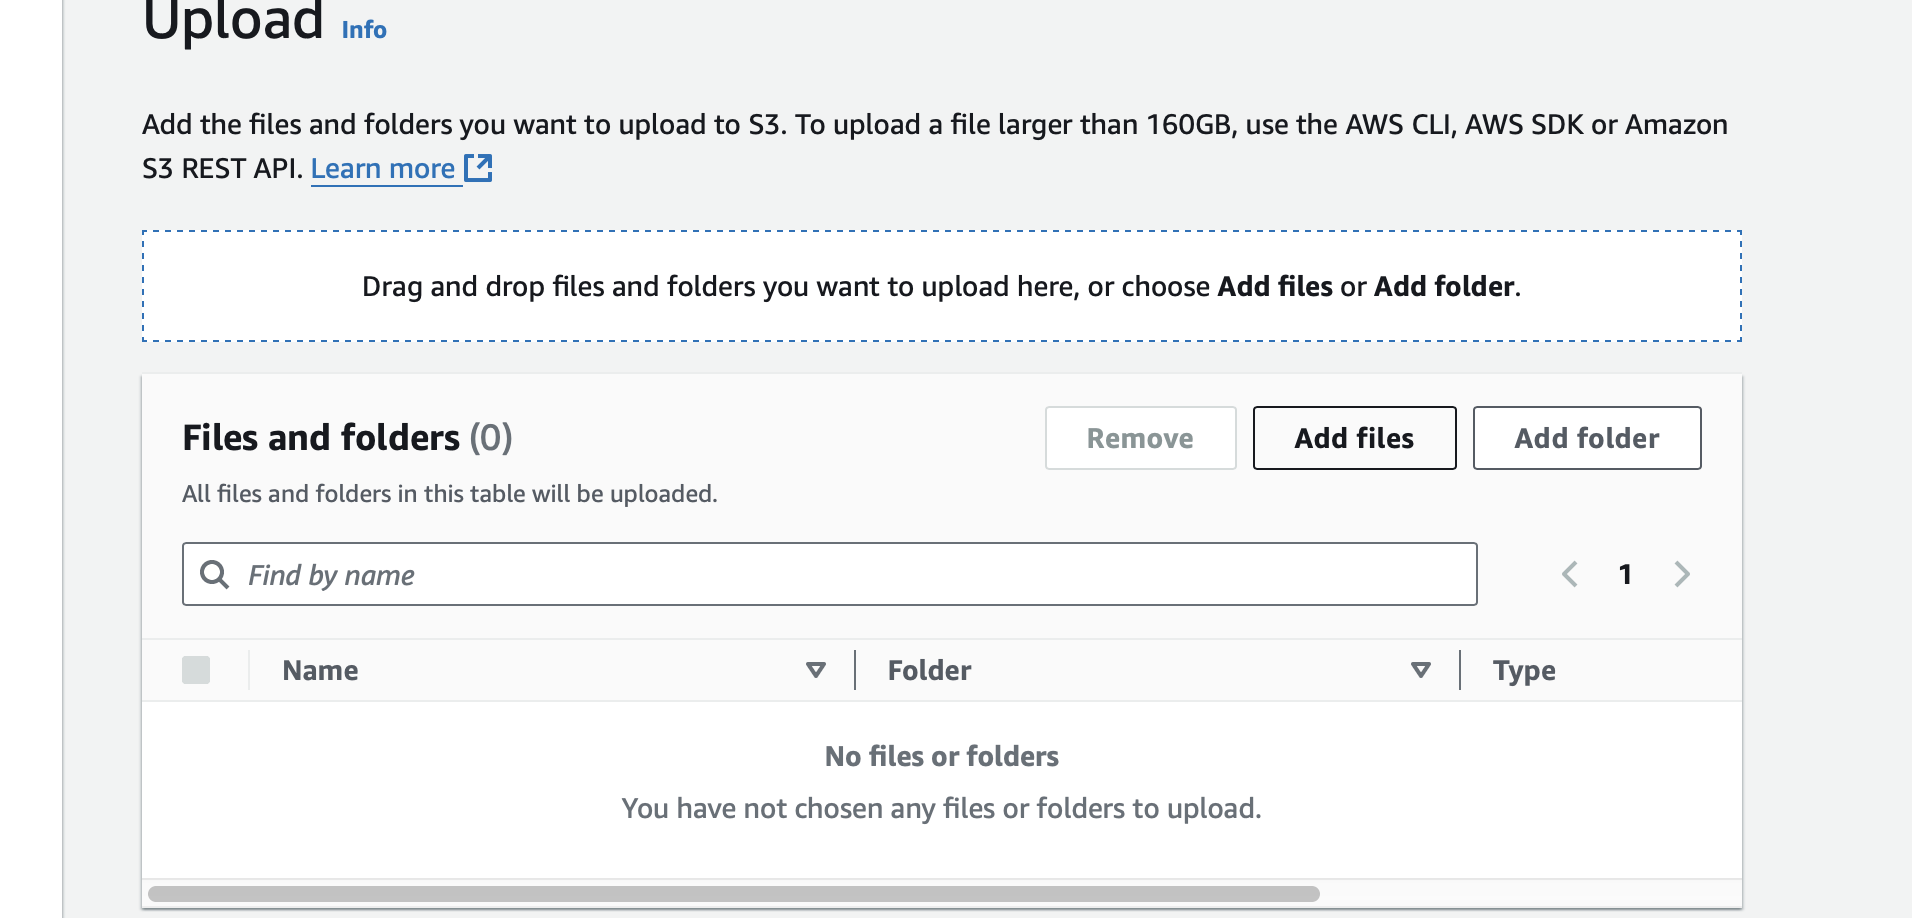 Upload Info
Add the files and folders you want to upload to S3. To upload a file larger than 160GB, use the AWS CLI, AWS SDK or Amazon
S3 REST API. Learn more
Drag and drop files and folders you want to upload here, or choose Add files or Add folder.
Files and folders (0)
Remove
Add files
Add folder
All files and folders in this table will be uploaded.
Find by name
1
Name
Folder
Type
No files or folders
You have not chosen any files or folders to upload.